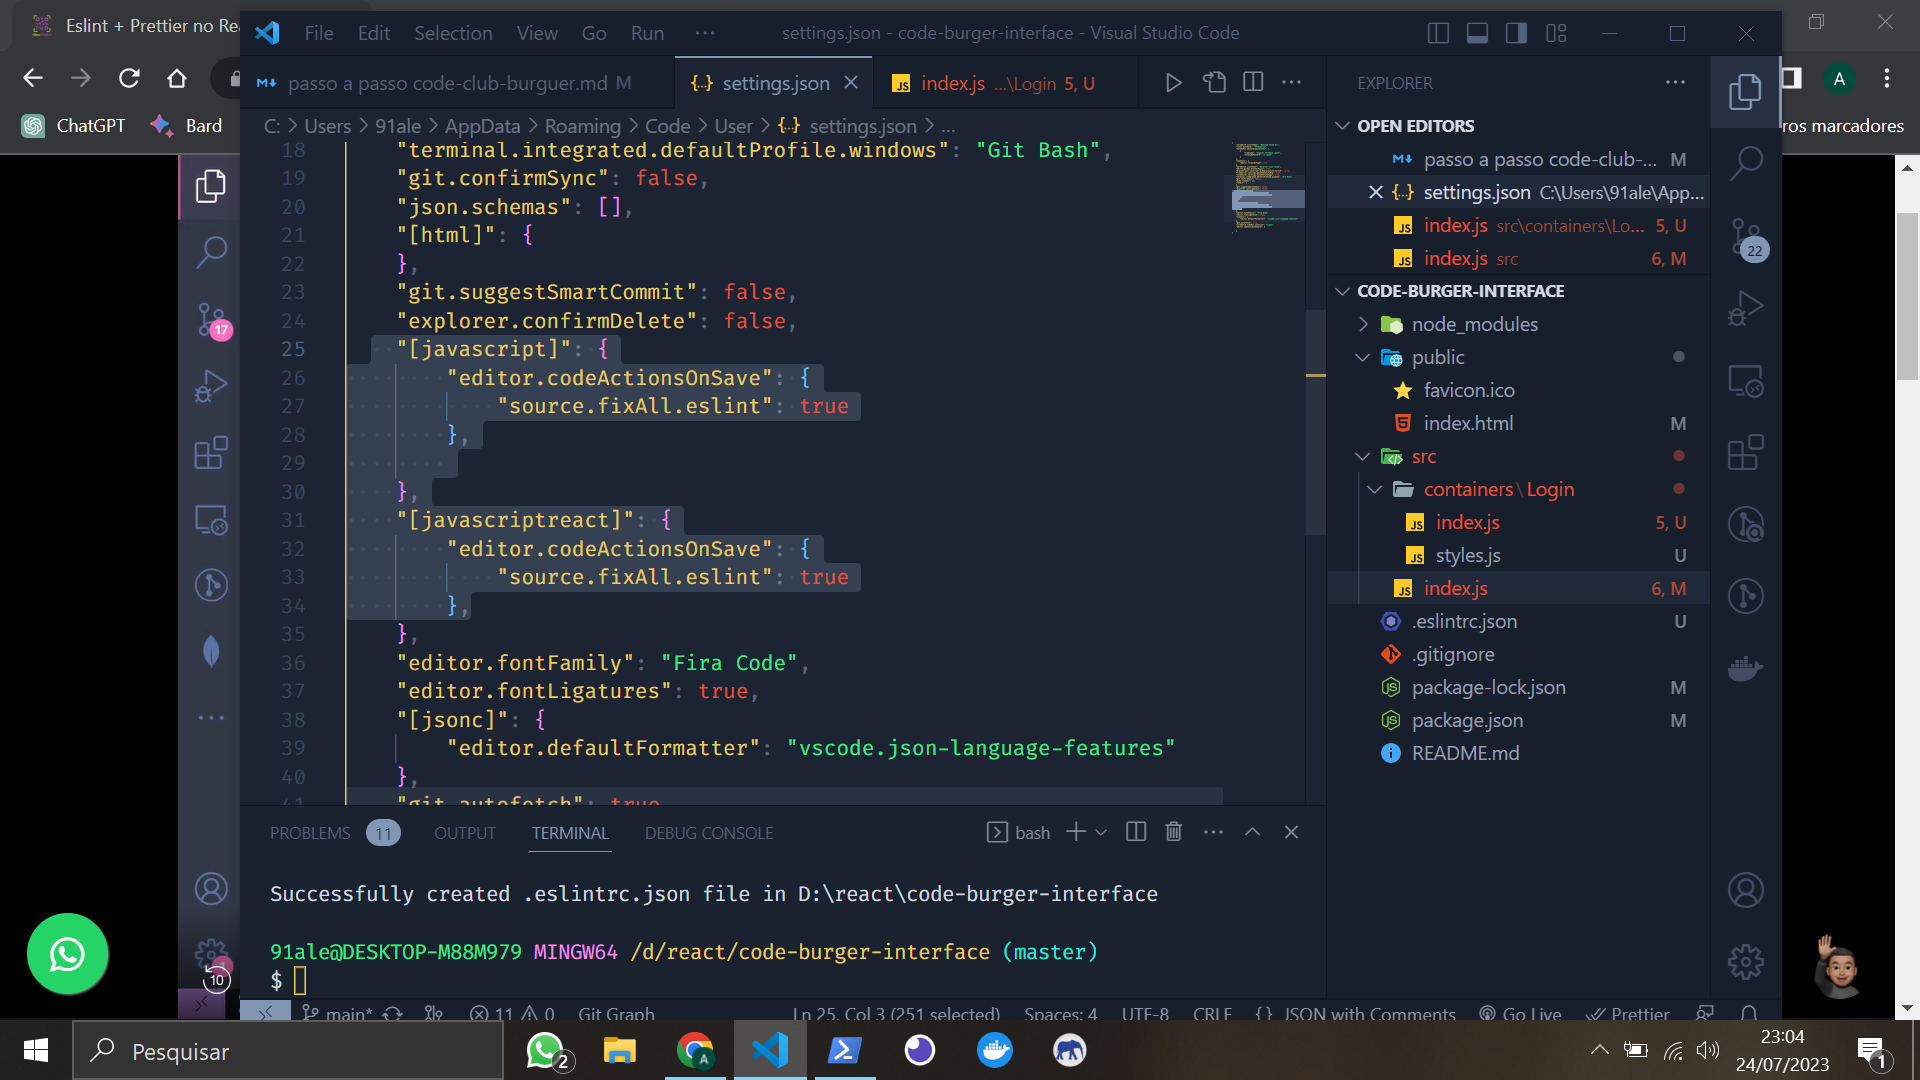 Eslint + Prettier no Rea
File Edit Selection View Go Run ···
settings.json - code-burger-interface - Visual Studio Code
passo a passo code-club-burguer.md M
settings.json
index.js ...\Login 5, U
EXPLORER
A
ChatGPT
Bard
ros marcadores
C: > Users > 91ale > AppData > Roaming > Code > User > {..} settings.json > ...
18 "terminal.integrated.defaultProfile.windows": "Git Bash",
19 "git.confirmSync": false,
20 "json.schemas": [],
21 "[html]": {
22 },
23 "git.suggestSmartCommit": false,
24 "explorer.confirmDelete": false,
25 "[javascript]": {
26 "editor.codeActionsOnSave": {
27 "source.fixAll.eslint": true
28 },
29
30 },
31 "[javascriptreact]": {
32 "editor.codeActionsOnSave": {
33 "source.fixAll.eslint": true
34 },
35 },
36 "editor.fontFamily": "Fira Code",
37 "editor.fontLigatures": true,
38 "[jsonc]": {
39 "editor.defaultFormatter": "vscode.json-language-features"
40 },
41 "git.autofetch": true
OPEN EDITORS
passo a passo code-club-... M
settings.json C:\Users\91ale\App...
index.js src\containers\Lo... 5, U
index.js src 6, M
CODE-BURGER-INTERFACE
node_modules
public
favicon.ico
index.html M
src
containers\Login
index.js 5, U
styles.js U
index.js 6, M
.eslintrc.json U
.gitignore
package-lock.json M
package.json M
README.md
17
22
PROBLEMS 11 OUTPUT TERMINAL DEBUG CONSOLE
bash
Successfully created .eslintrc.json file in D:\react\code-burger-interface
91ale@DESKTOP-M88M979 MINGW64 /d/react/code-burger-interface (master)
$
10
main* 11 0 Git Graph
Ln 25, Col 3 (251 selected) Spaces: 4 UTF-8 CRLF {} JSON with Comments Go Live Prettier
Pesquisar
2
A
23:04
24/07/2023
1